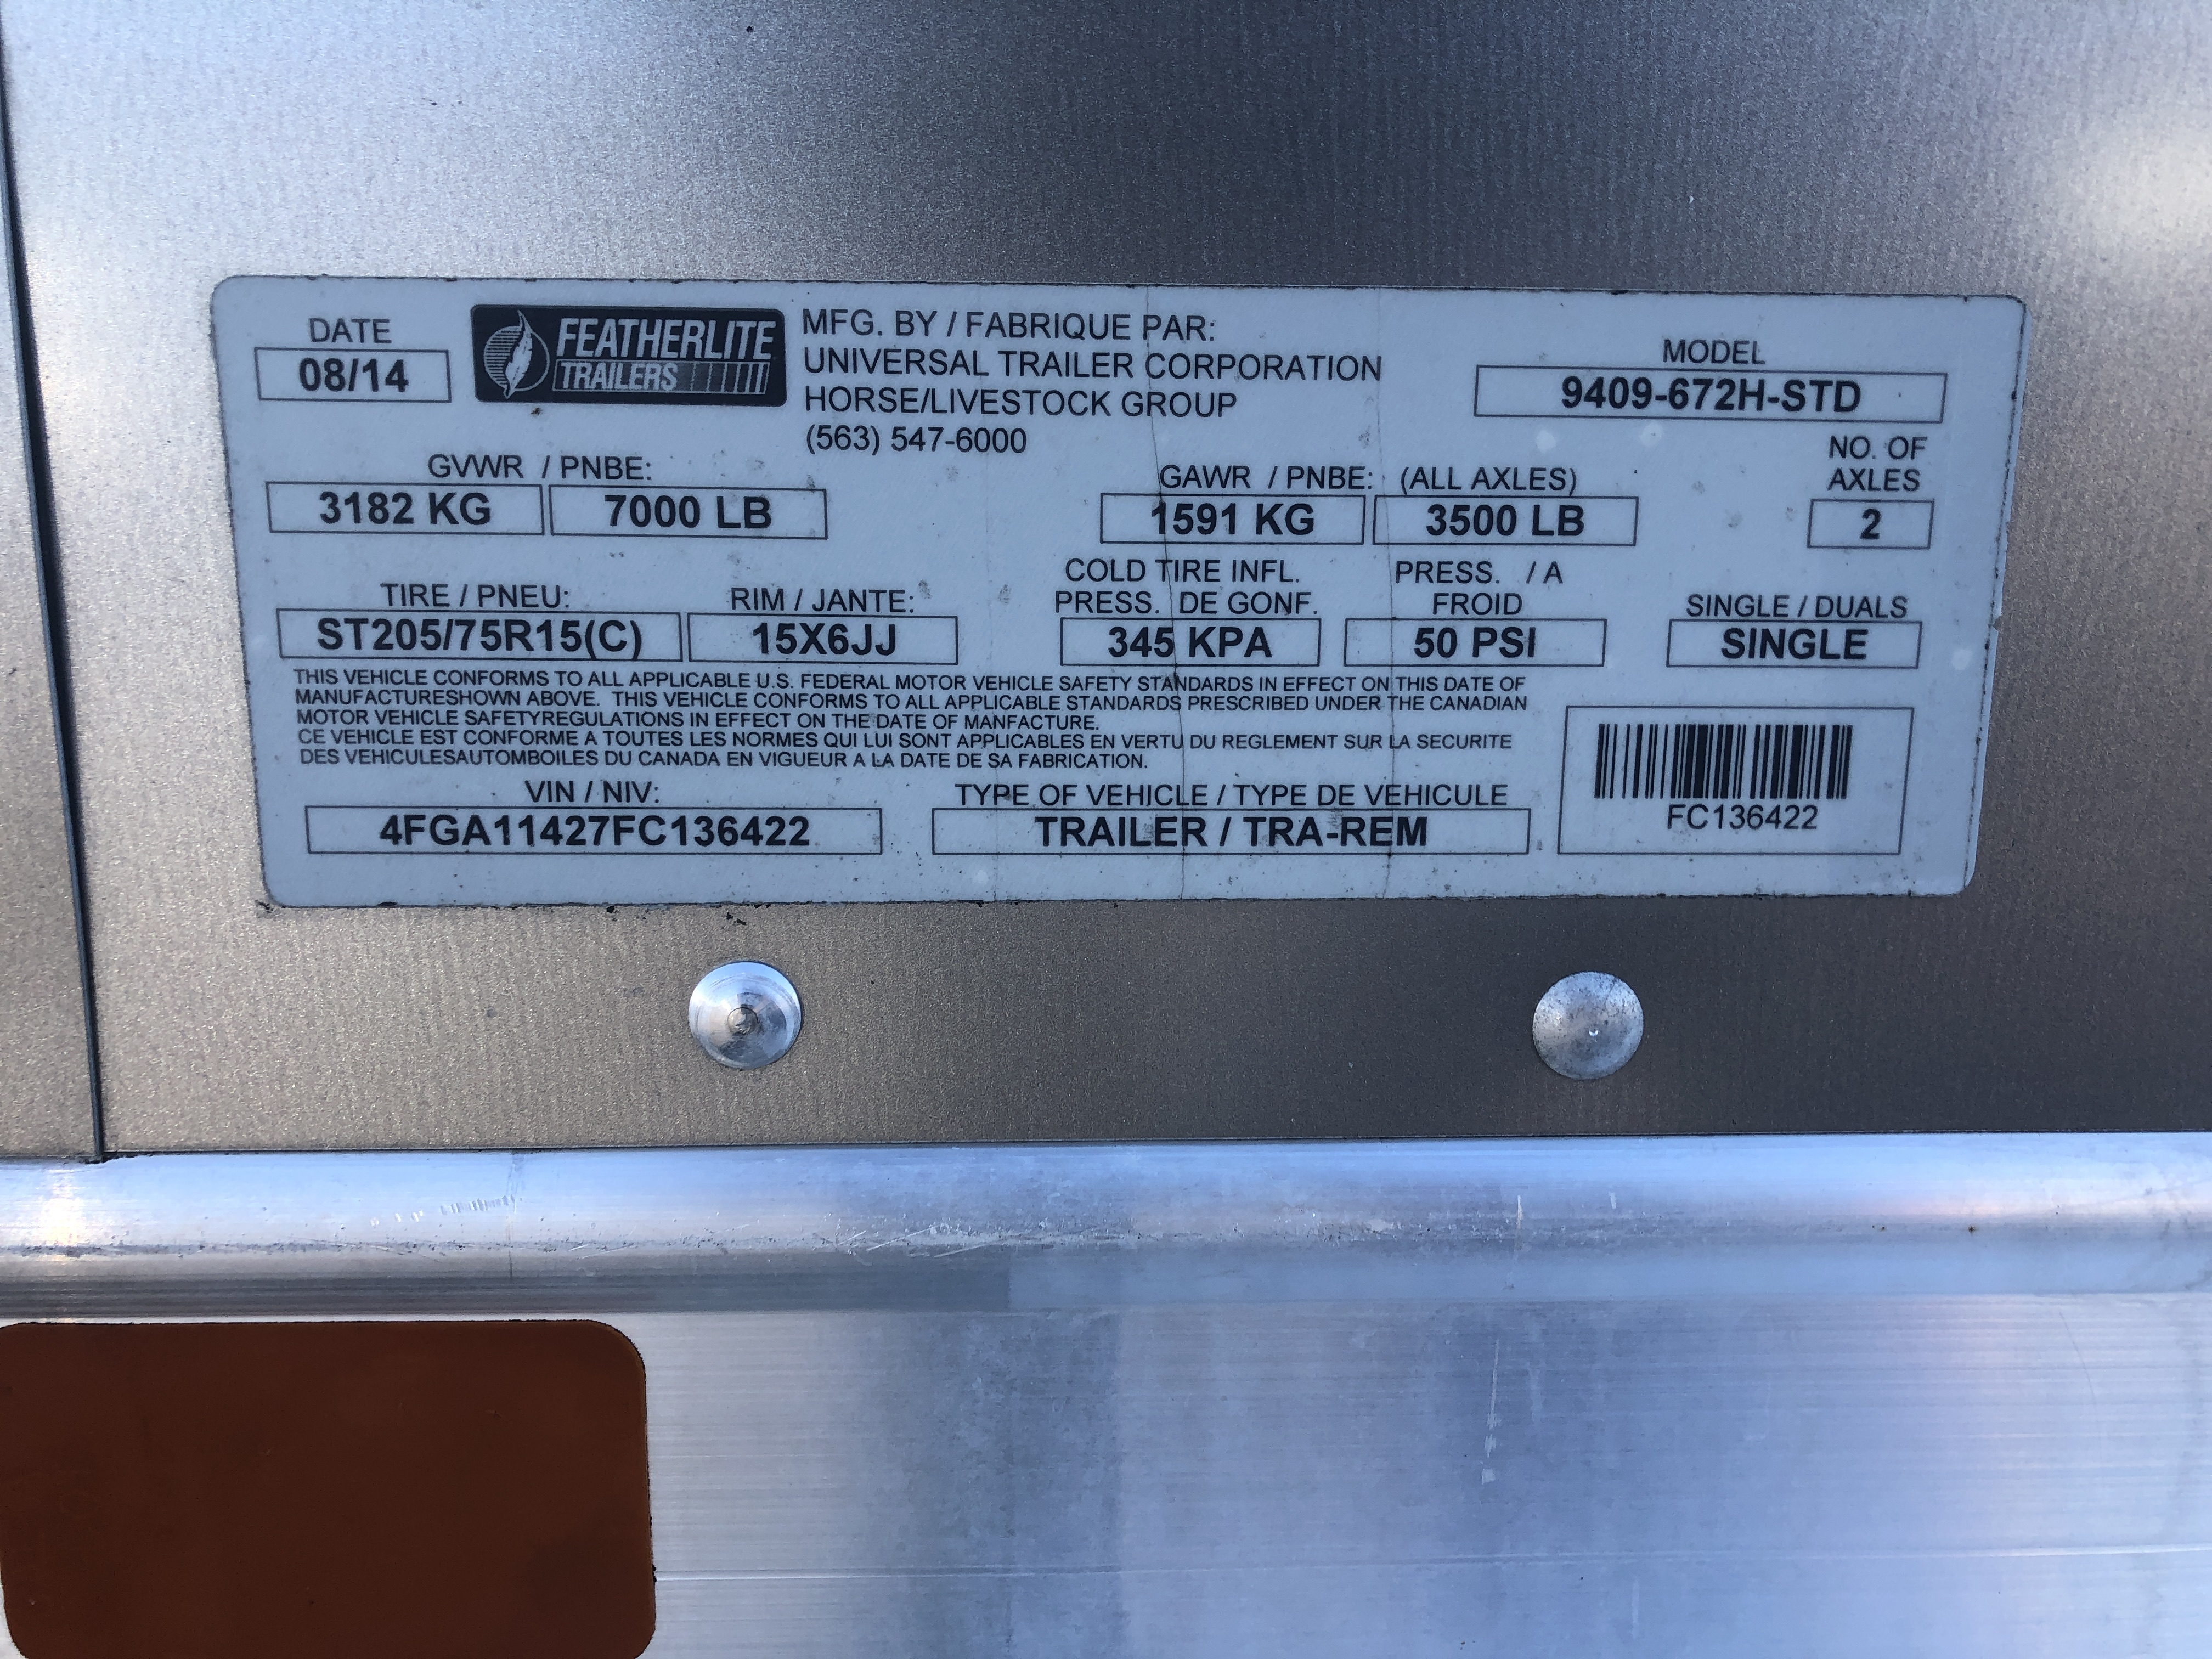 DATE
08/14
FEATHERLITE
TRAILERS
MFG. BY / FABRIQUE PAR:
UNIVERSAL TRAILER CORPORATION
HORSE/LIVESTOCK GROUP
(563) 547-6000
MODEL
9409-672H-STD
GVWR / PNBE:
3182 KG 7000 LB
GAWR / PNBE: (ALL AXLES)
1591 KG 3500 LB
NO. OF
AXLES
2
TIRE / PNEU:
ST205/75R15(C)
RIM / JANTE:
15X6JJ
COLD TIRE INFL. PRESS. / A
PRESS. DE GONF. FROID
345 KPA 50 PSI
SINGLE / DUALS
SINGLE
THIS VEHICLE CONFORMS TO ALL APPLICABLE U.S. FEDERAL MOTOR VEHICLE SAFETY STANDARDS IN EFFECT ON THIS DATE OF
MANUFACTURESHOWN ABOVE. THIS VEHICLE CONFORMS TO ALL APPLICABLE STANDARDS PRESCRIBED UNDER THE CANADIAN
MOTOR VEHICLE SAFETYREGULATIONS IN EFFECT ON THE DATE OF MANFACTURE.
CE VEHICLE EST CONFORME A TOUTES LES NORMES QUI LUI SONT APPLICABLES EN VERTU DU REGLEMENT SUR LA SECURITE
DES VEHICULESAUTOMBOILES DU CANADA EN VIGUEUR A LA DATE DE SA FABRICATION.
VIN / NIV:
4FGA11427FC136422
TYPE OF VEHICLE / TYPE DE VEHICULE
TRAILER / TRA-REM
FC136422